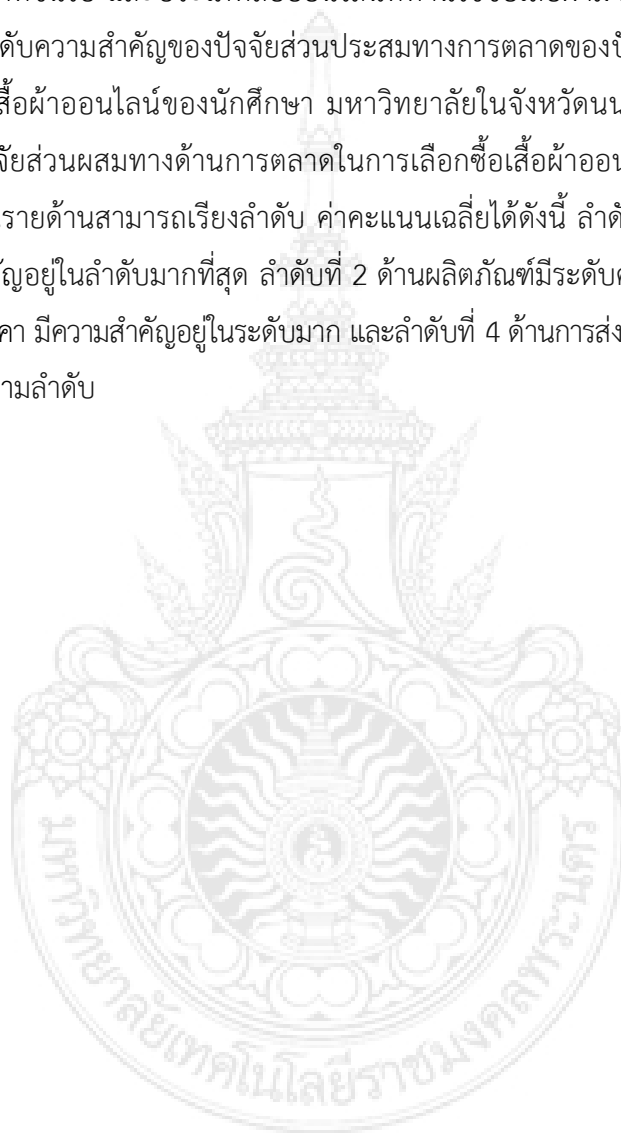 ดับความสำคัญของปัจจัยส่วนประสมทางการตลาดของ
สื้อผ้าออนไลน์ของนักศึกษา มหาวิทยาลัยในจังหวัดนน
จัยส่วนผสมทางด้านการตลาดในการเลือกซื้อเสื้อผ้าออน
รายด้านสามารถเรียงลำดับ ค่าคะแนนเฉลี่ยได้ดังนี้ ลำดั
ัญอยู่ในลำดับมากที่สุด ลำดับที่ 2 ด้านผลิตภัณฑ์มีระดับ
คา มีความสำคัญอยู่ในระดับมาก และลำดับที่ 4 ด้านการส่ง
ามลำดับ
มหาวิทยาลัยเทคโนโลยีราชมงคลพระนคร